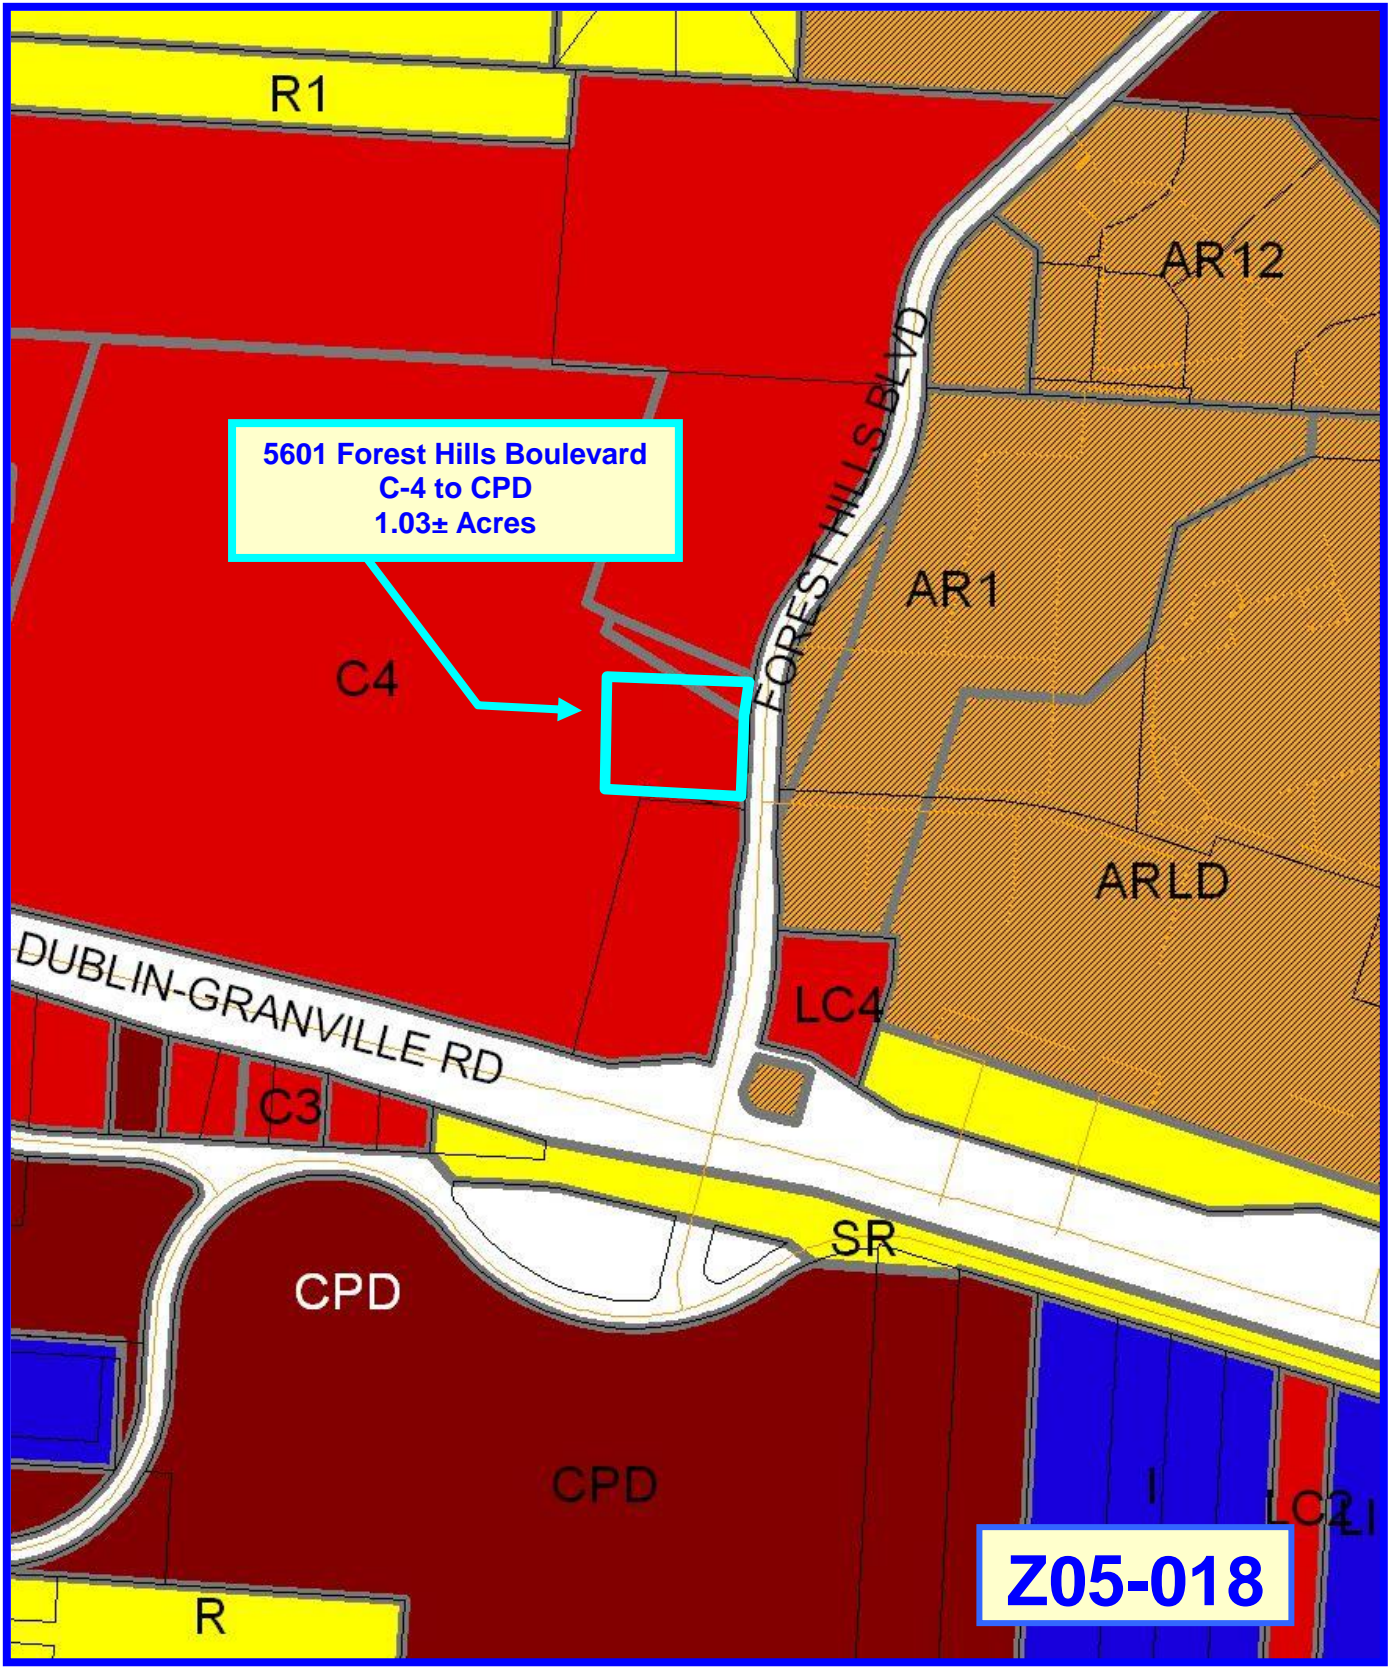 R1
AR12
FOREST HILLS BLVD
5601 Forest Hills Boulevard
C-4 to CPD
1.03± Acres
AR1
C4
ARLD
DUBLIN-GRANVILLE RD
LC4
C3
SR
CPD
CPD
I
LC2
LI
Z05-018
R